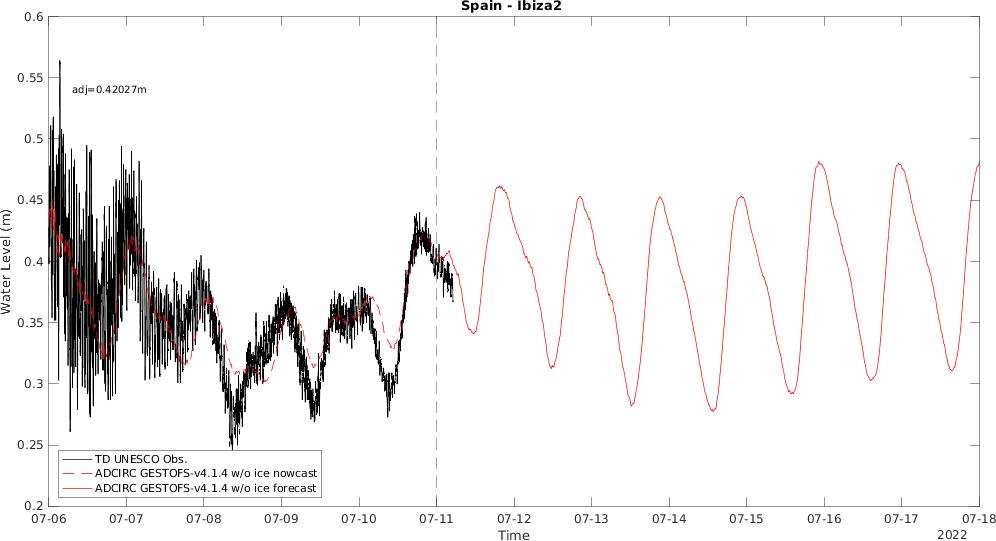 Spain - Ibiza2
0.6
0.55
0.5
0.45
0.4
0.35
0.3
0.25
0.2
Water Level (m)
adj=0.42027m
TD UNESCO Obs.
ADCIRC GESTOFS-v4.1.4 w/o ice nowcast
ADCIRC GESTOFS-v4.1.4 w/o ice forecast
07-06 07-07 07-08 07-09 07-10 07-11 07-12 07-13 07-14 07-15 07-16 07-17 07-18
Time
2022